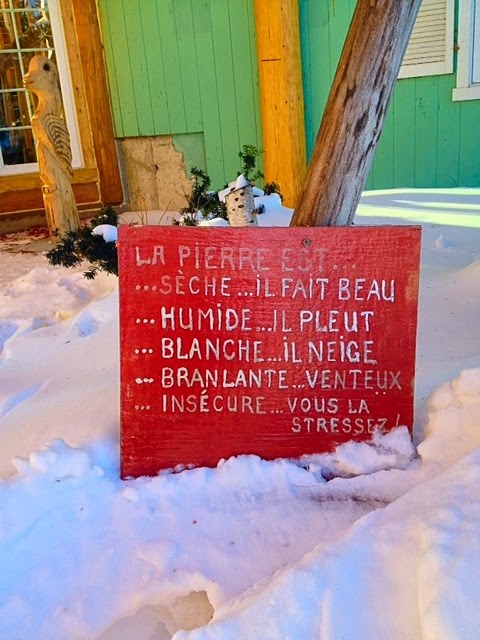 LA PIERRE EST...
...SÈCHE...iL FAIT BEAU
...HUMIDE...IL PLEUT
...BLANCHE...iL NEIGE
...BRANLANTE...VENTEUX
...INSÉCURE...VOUS LA
STRESSEZ!